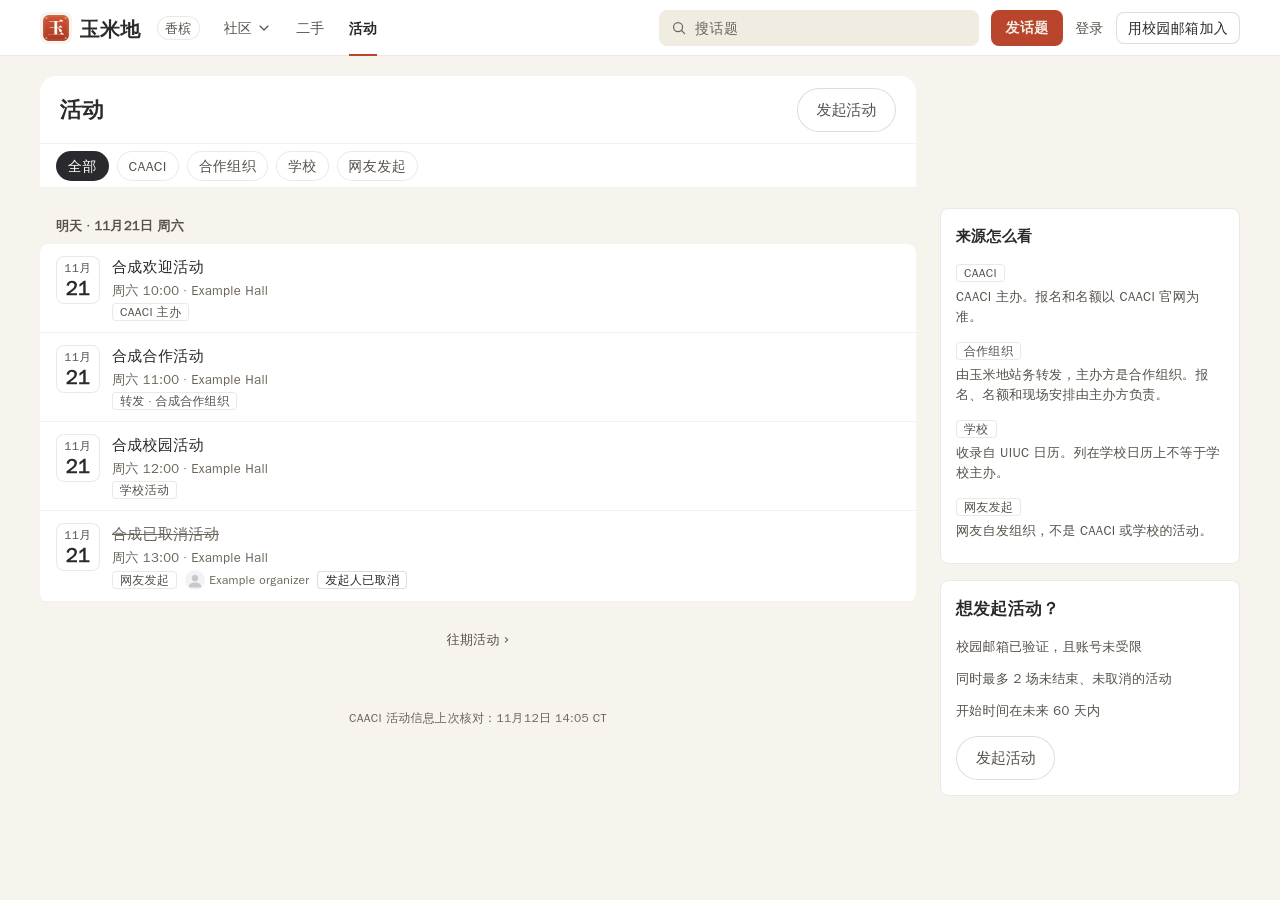 玉 玉米地 香槟 社区 二手 活动 搜话题 发话题 登录 用校园邮箱加入
活动 发起活动
全部 CAACI 合作组织 学校 网友发起
明天 · 11月21日 周六
11月
21
合成欢迎活动
周六 10:00 · Example Hall
CAACI 主办
11月
21
合成合作活动
周六 11:00 · Example Hall
转发 · 合成合作组织
11月
21
合成校园活动
周六 12:00 · Example Hall
学校活动
11月
21
合成已取消活动
周六 13:00 · Example Hall
网友发起 Example organizer 发起人已取消
往期活动 ›
CAACI 活动信息上次核对：11月12日 14:05 CT
来源怎么看
CAACI
CAACI 主办。报名和名额以 CAACI 官网为
准。
合作组织
由玉米地站务转发，主办方是合作组织。报
名、名额和现场安排由主办方负责。
学校
收录自 UIUC 日历。列在学校日历上不等于学
校主办。
网友发起
网友自发组织，不是 CAACI 或学校的活动。
想发起活动？
校园邮箱已验证，且账号未受限
同时最多 2 场未结束、未取消的活动
开始时间在未来 60 天内
发起活动